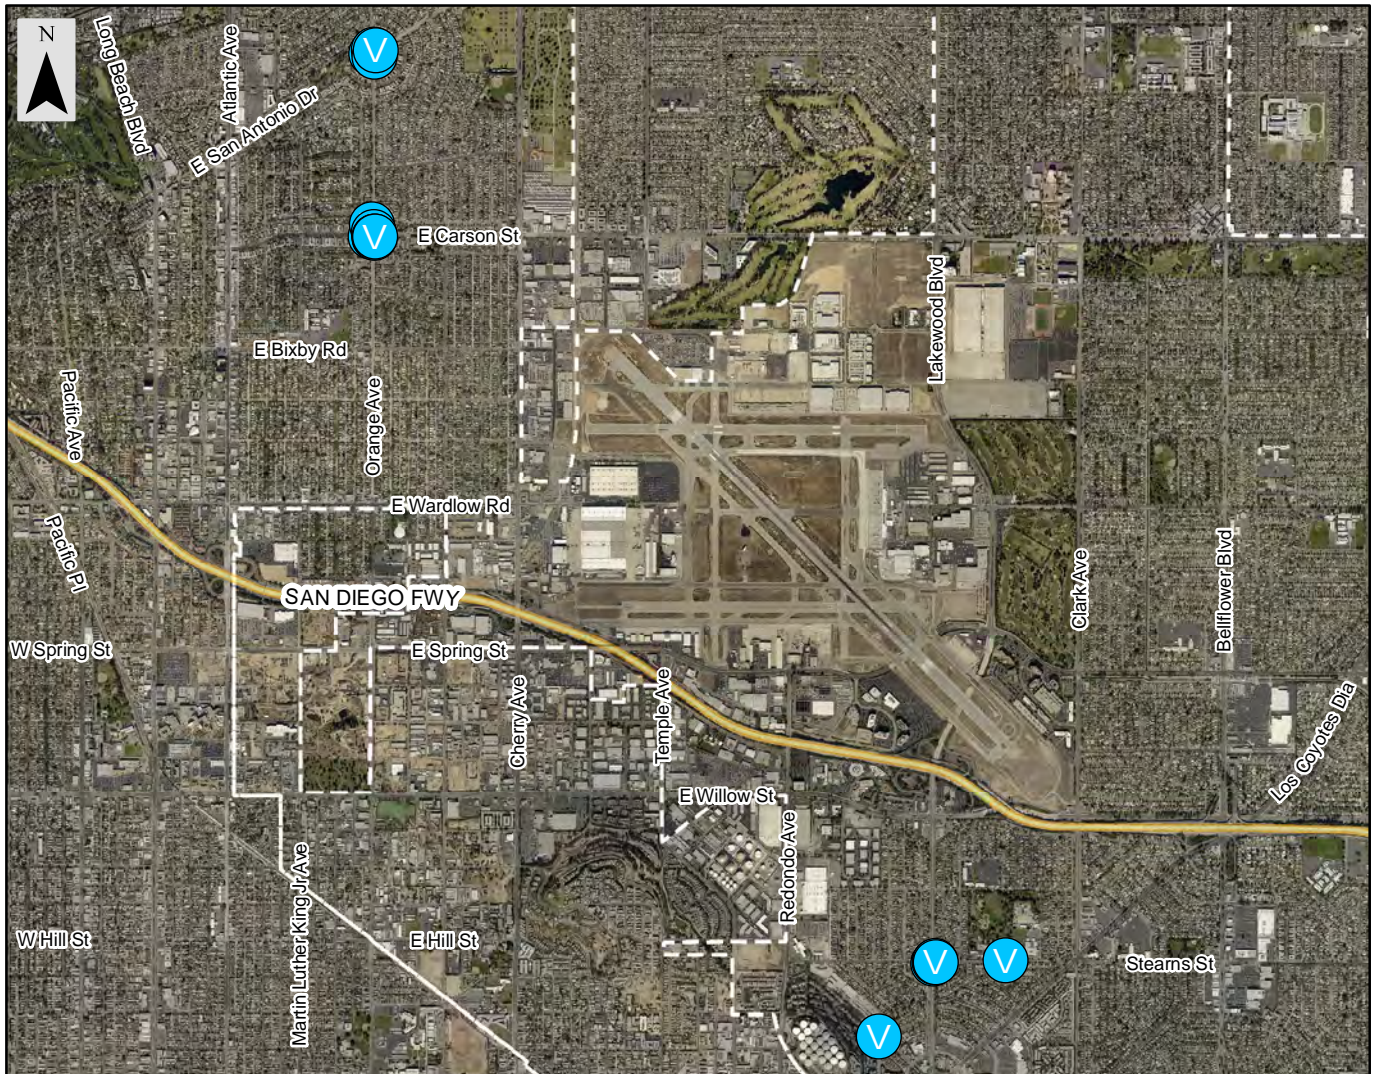 N
Long Beach Blvd
Atlantic Ave
V
E San Antonio Dr
V
E Carson St
Lakewood Blvd
E Bixby Rd
Pacific Ave
Orange Ave
E Wardlow Rd
Pacific Pl
SAN DIEGO FWY
Clark Ave
Bellflower Blvd
W Spring St
E Spring St
Cherry Ave
Temple Ave
Los Coyotes Dia
E Willow St
Redondo Ave
Martin Luther King Jr Ave
W Hill St
E Hill St
V
V
Stearns St
V